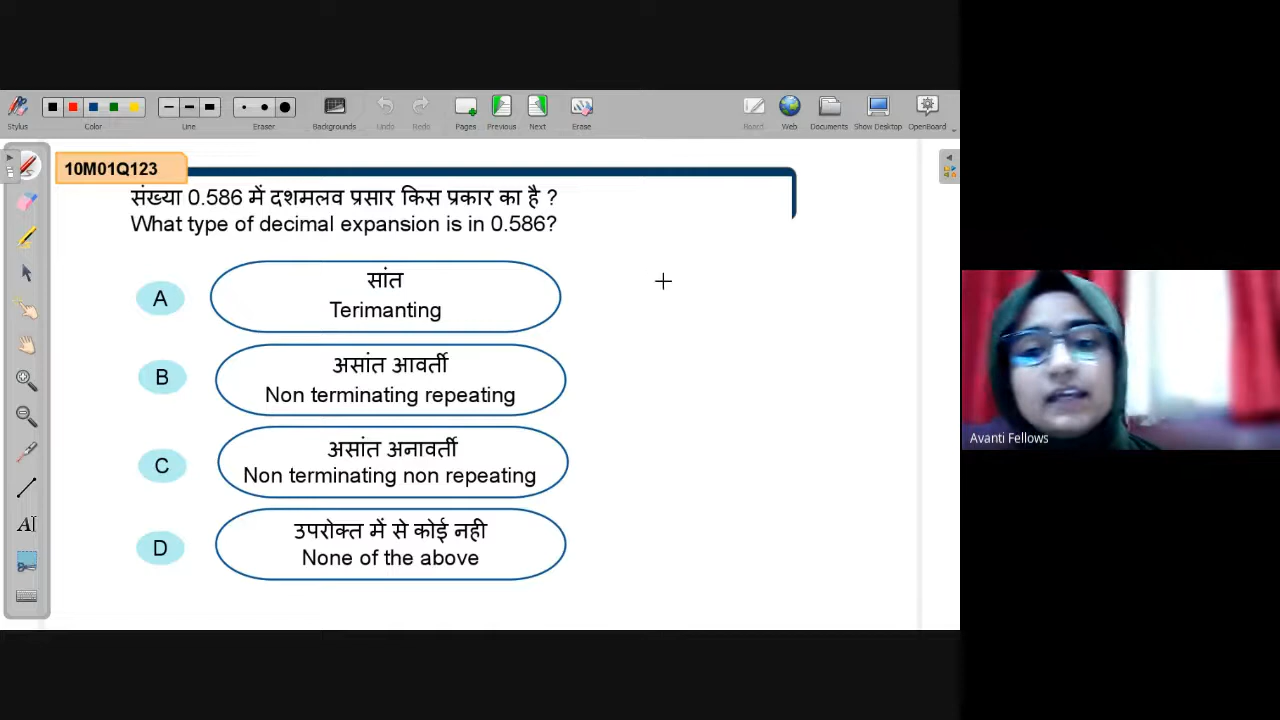 Stylus
Color
Line
Eraser
Backgrounds
Undo
Redo
Pages
Previous
Next
Erase
Board
Web
Documents
Show Desktop
OpenBoard
10M01Q123
संख्या 0.586 में दशमलव प्रसार किस प्रकार का है ?
What type of decimal expansion is in 0.586?
A
सांत
Terimanting
B
असांत आवर्ती
Non terminating repeating
C
असांत अनावर्ती
Non terminating non repeating
D
उपरोक्त में से कोई नही
None of the above
AI
Avanti Fellows